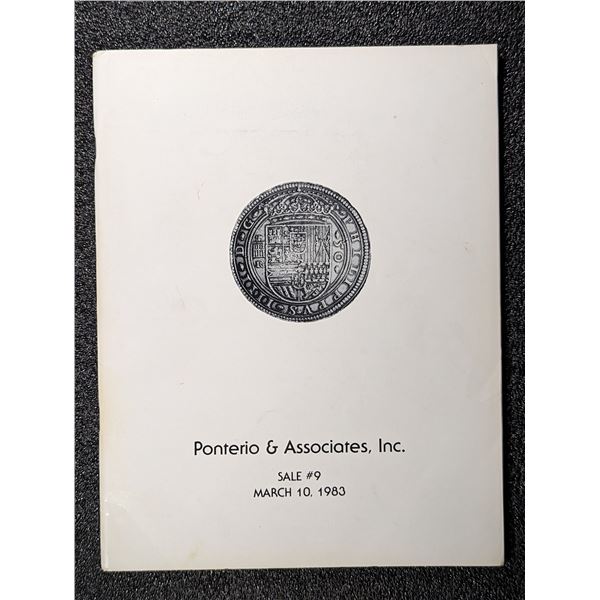 Ponterio & Associates, Inc.
SALE #9
MARCH 10, 1983